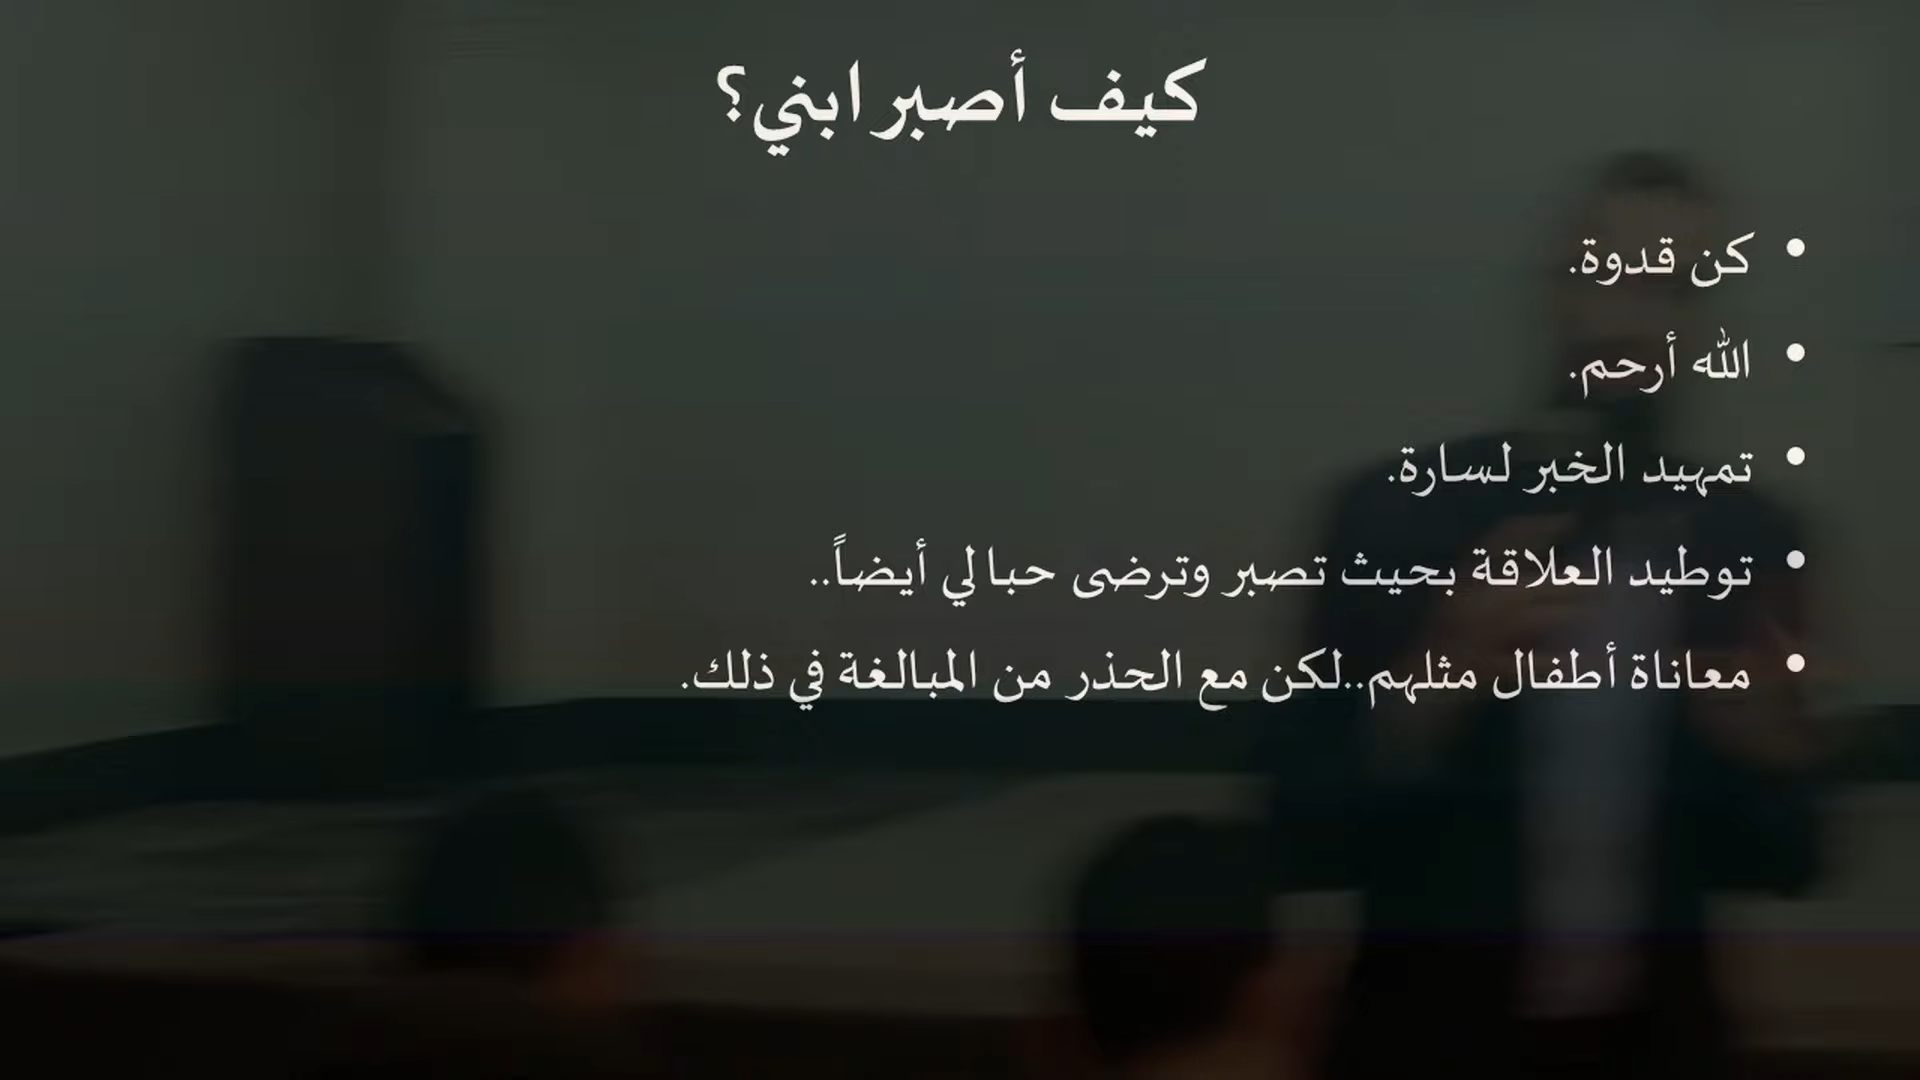 كيف أصبر ابني؟
• كن قدوة.
• الله أرحم.
• تمهيد الخبر لسارة.
• توطيد العلاقة بحيث تصبر وترضى حبا لي أيضاً..
• معاناة أطفال مثلهم..لكن مع الحذر من المبالغة في ذلك.